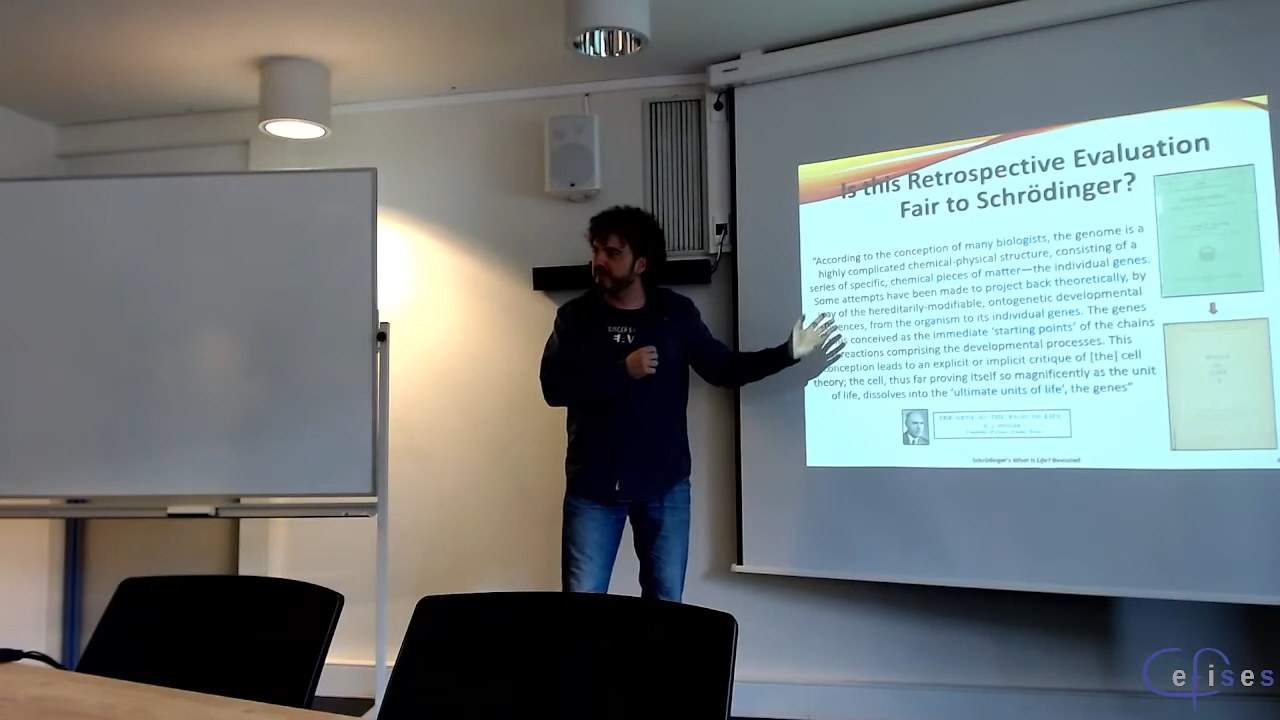 Is this Retrospective Evaluation
Fair to Schrödinger?
"According to the conception of many biologists, the genome is a
highly complicated chemical-physical structure, consisting of a
series of specific, chemical pieces of matter—the individual genes.
Some attempts have been made to project back theoretically, by
way of the hereditarily-modifiable, ontogenetic developmental
from the organism to its individual genes. The genes
conceived as the immediate 'starting points' of the chains
reactions comprising the developmental processes. This
conception leads to an explicit or implicit critique of [the] cell
theory; the cell, thus far proving itself so magnificently as the unit
of life, dissolves into the 'ultimate units of life', the genes"
THE GENE AS THE BASIS OF LIFE
Schrödinger's What Is Life? Revisited
WHAT
IS
LIFE
?
Cefises